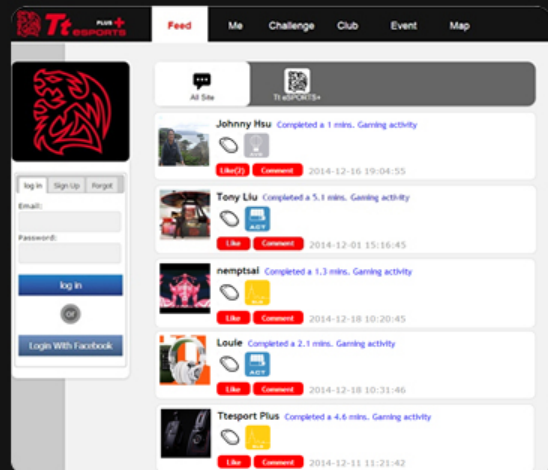 Tt eSPORTS PLUS+
Feed Me Challenge Club Event Map
All Site Tt eSPORTS+
log in Sign Up Forgot
Email:
Password:
log in
or
Login With Facebook
Johnny Hsu Completed a 1 mins. Gaming activity
Like(2) Comment 2014-12-16 19:04:55
Tony Liu Completed a 5.1 mins. Gaming activity
ACT
Like Comment 2014-12-01 15:16:45
nemptsai Completed a 1.3 mins. Gaming activity
Like Comment 2014-12-18 10:20:45
Louie Completed a 2.1 mins. Gaming activity
ACT
Like Comment 2014-12-18 10:31:46
Ttesport Plus Completed a 4.6 mins. Gaming activity
Like Comment 2014-12-11 11:21:42